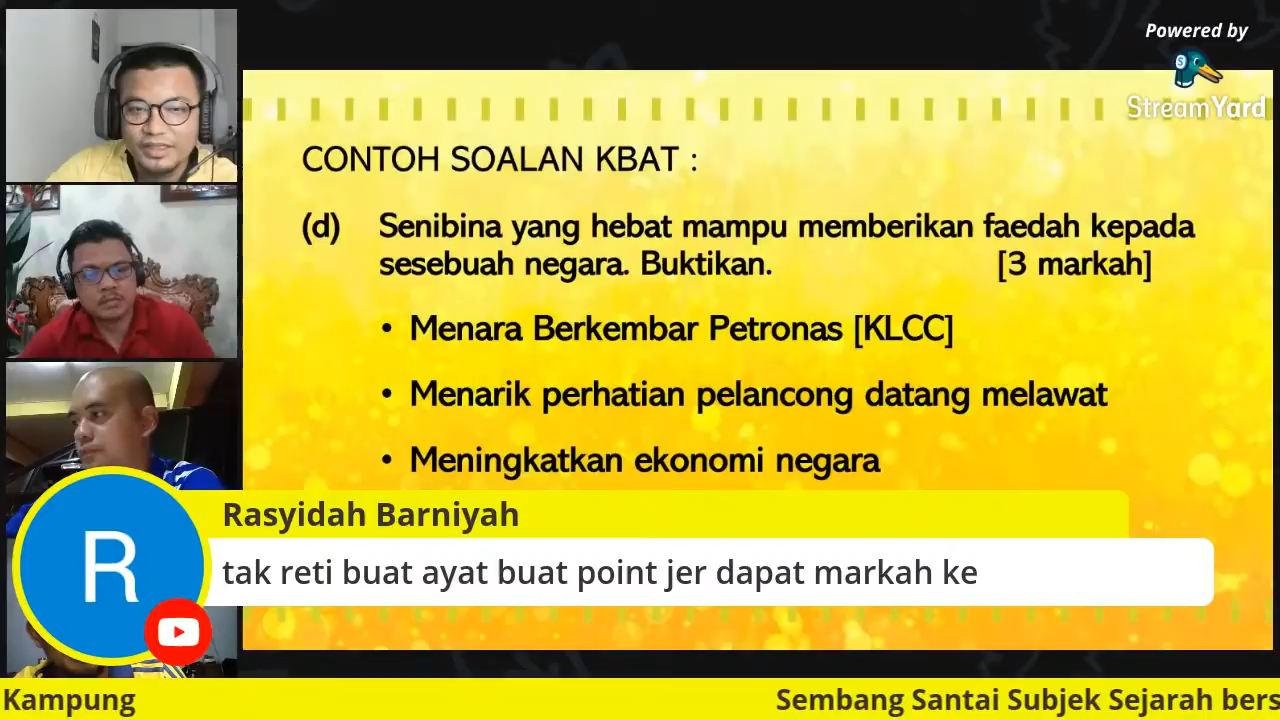 Powered by
StreamYard
CONTOH SOALAN KBAT :
(d) Senibina yang hebat mampu memberikan faedah kepada
sesebuah negara. Buktikan. [3 markah]
• Menara Berkembar Petronas [KLCC]
• Menarik perhatian pelancong datang melawat
• Meningkatkan ekonomi negara
R
Rasyidah Barniyah
tak reti buat ayat buat point jer dapat markah ke
Kampung Sembang Santai Subjek Sejarah bers